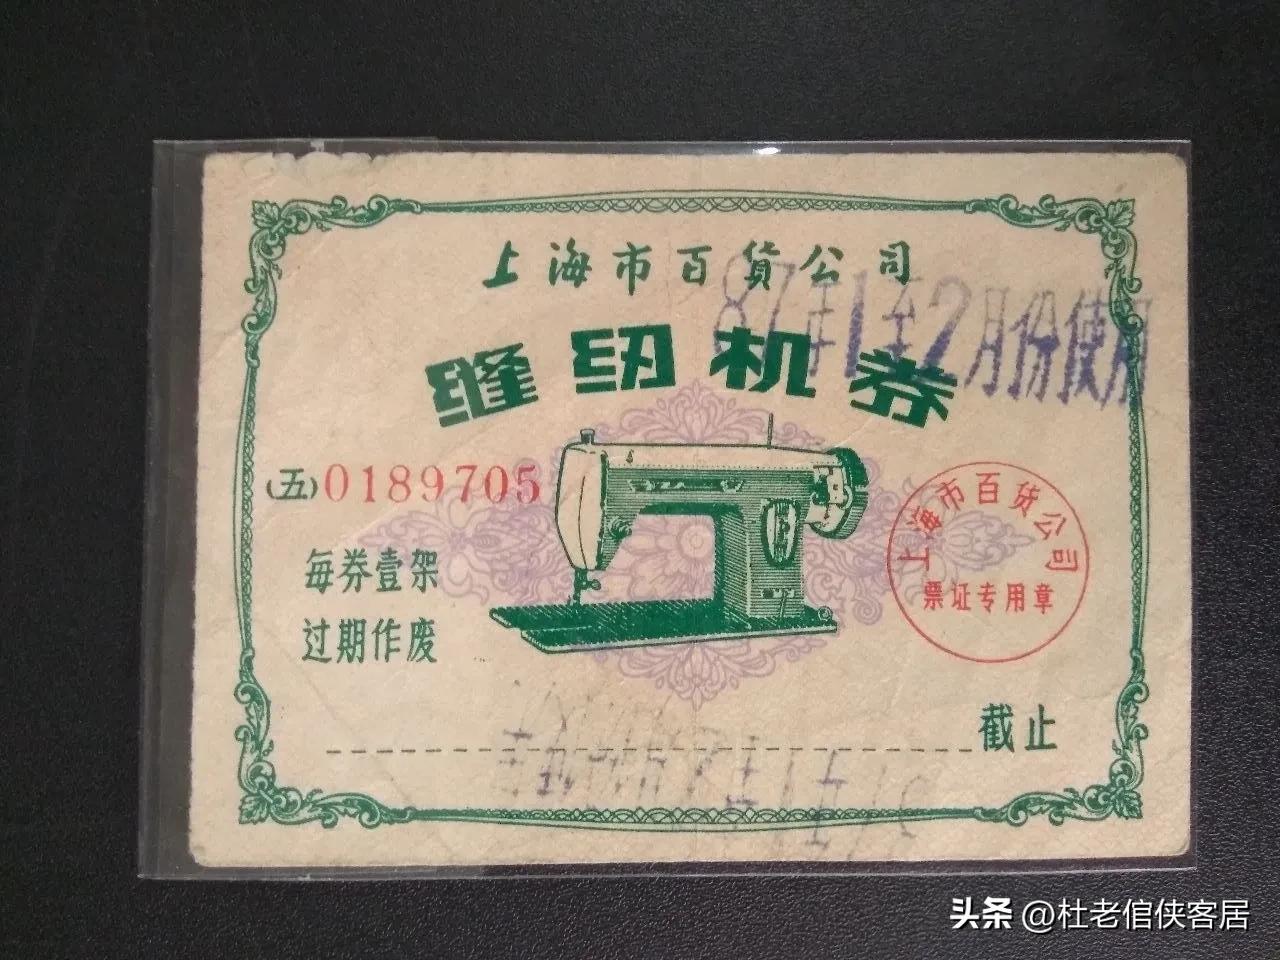 上海市百貨公司
87年1至2月份使用
缝纫机券
(五)0189705
上海市百货公司
票证专用章
每券壹架
过期作废
截止
头条 @杜老倌侠客居